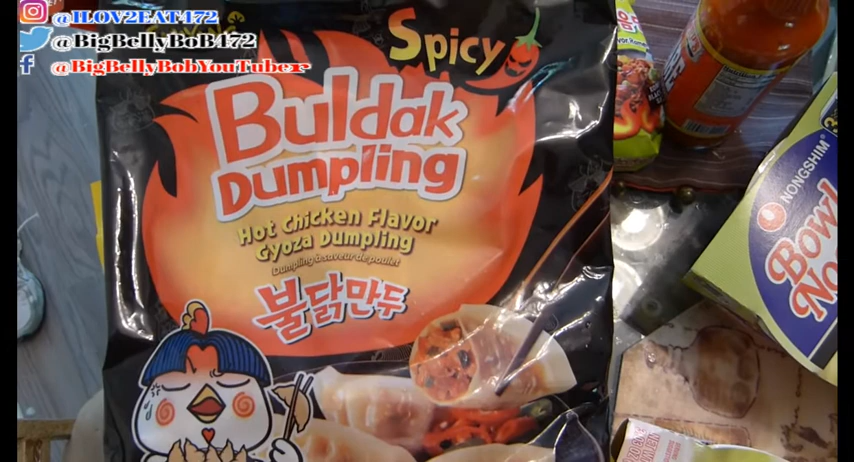 @ILOV2EAT472
@BigBellyBoB472
@BigBellyBobYouTuber
Spicy
Buldak
Dumpling
Hot Chicken Flavor
Gyoza Dumpling
Dumpling à saveur de poulet
불닭만두
NONGSHIM
Bowl
No